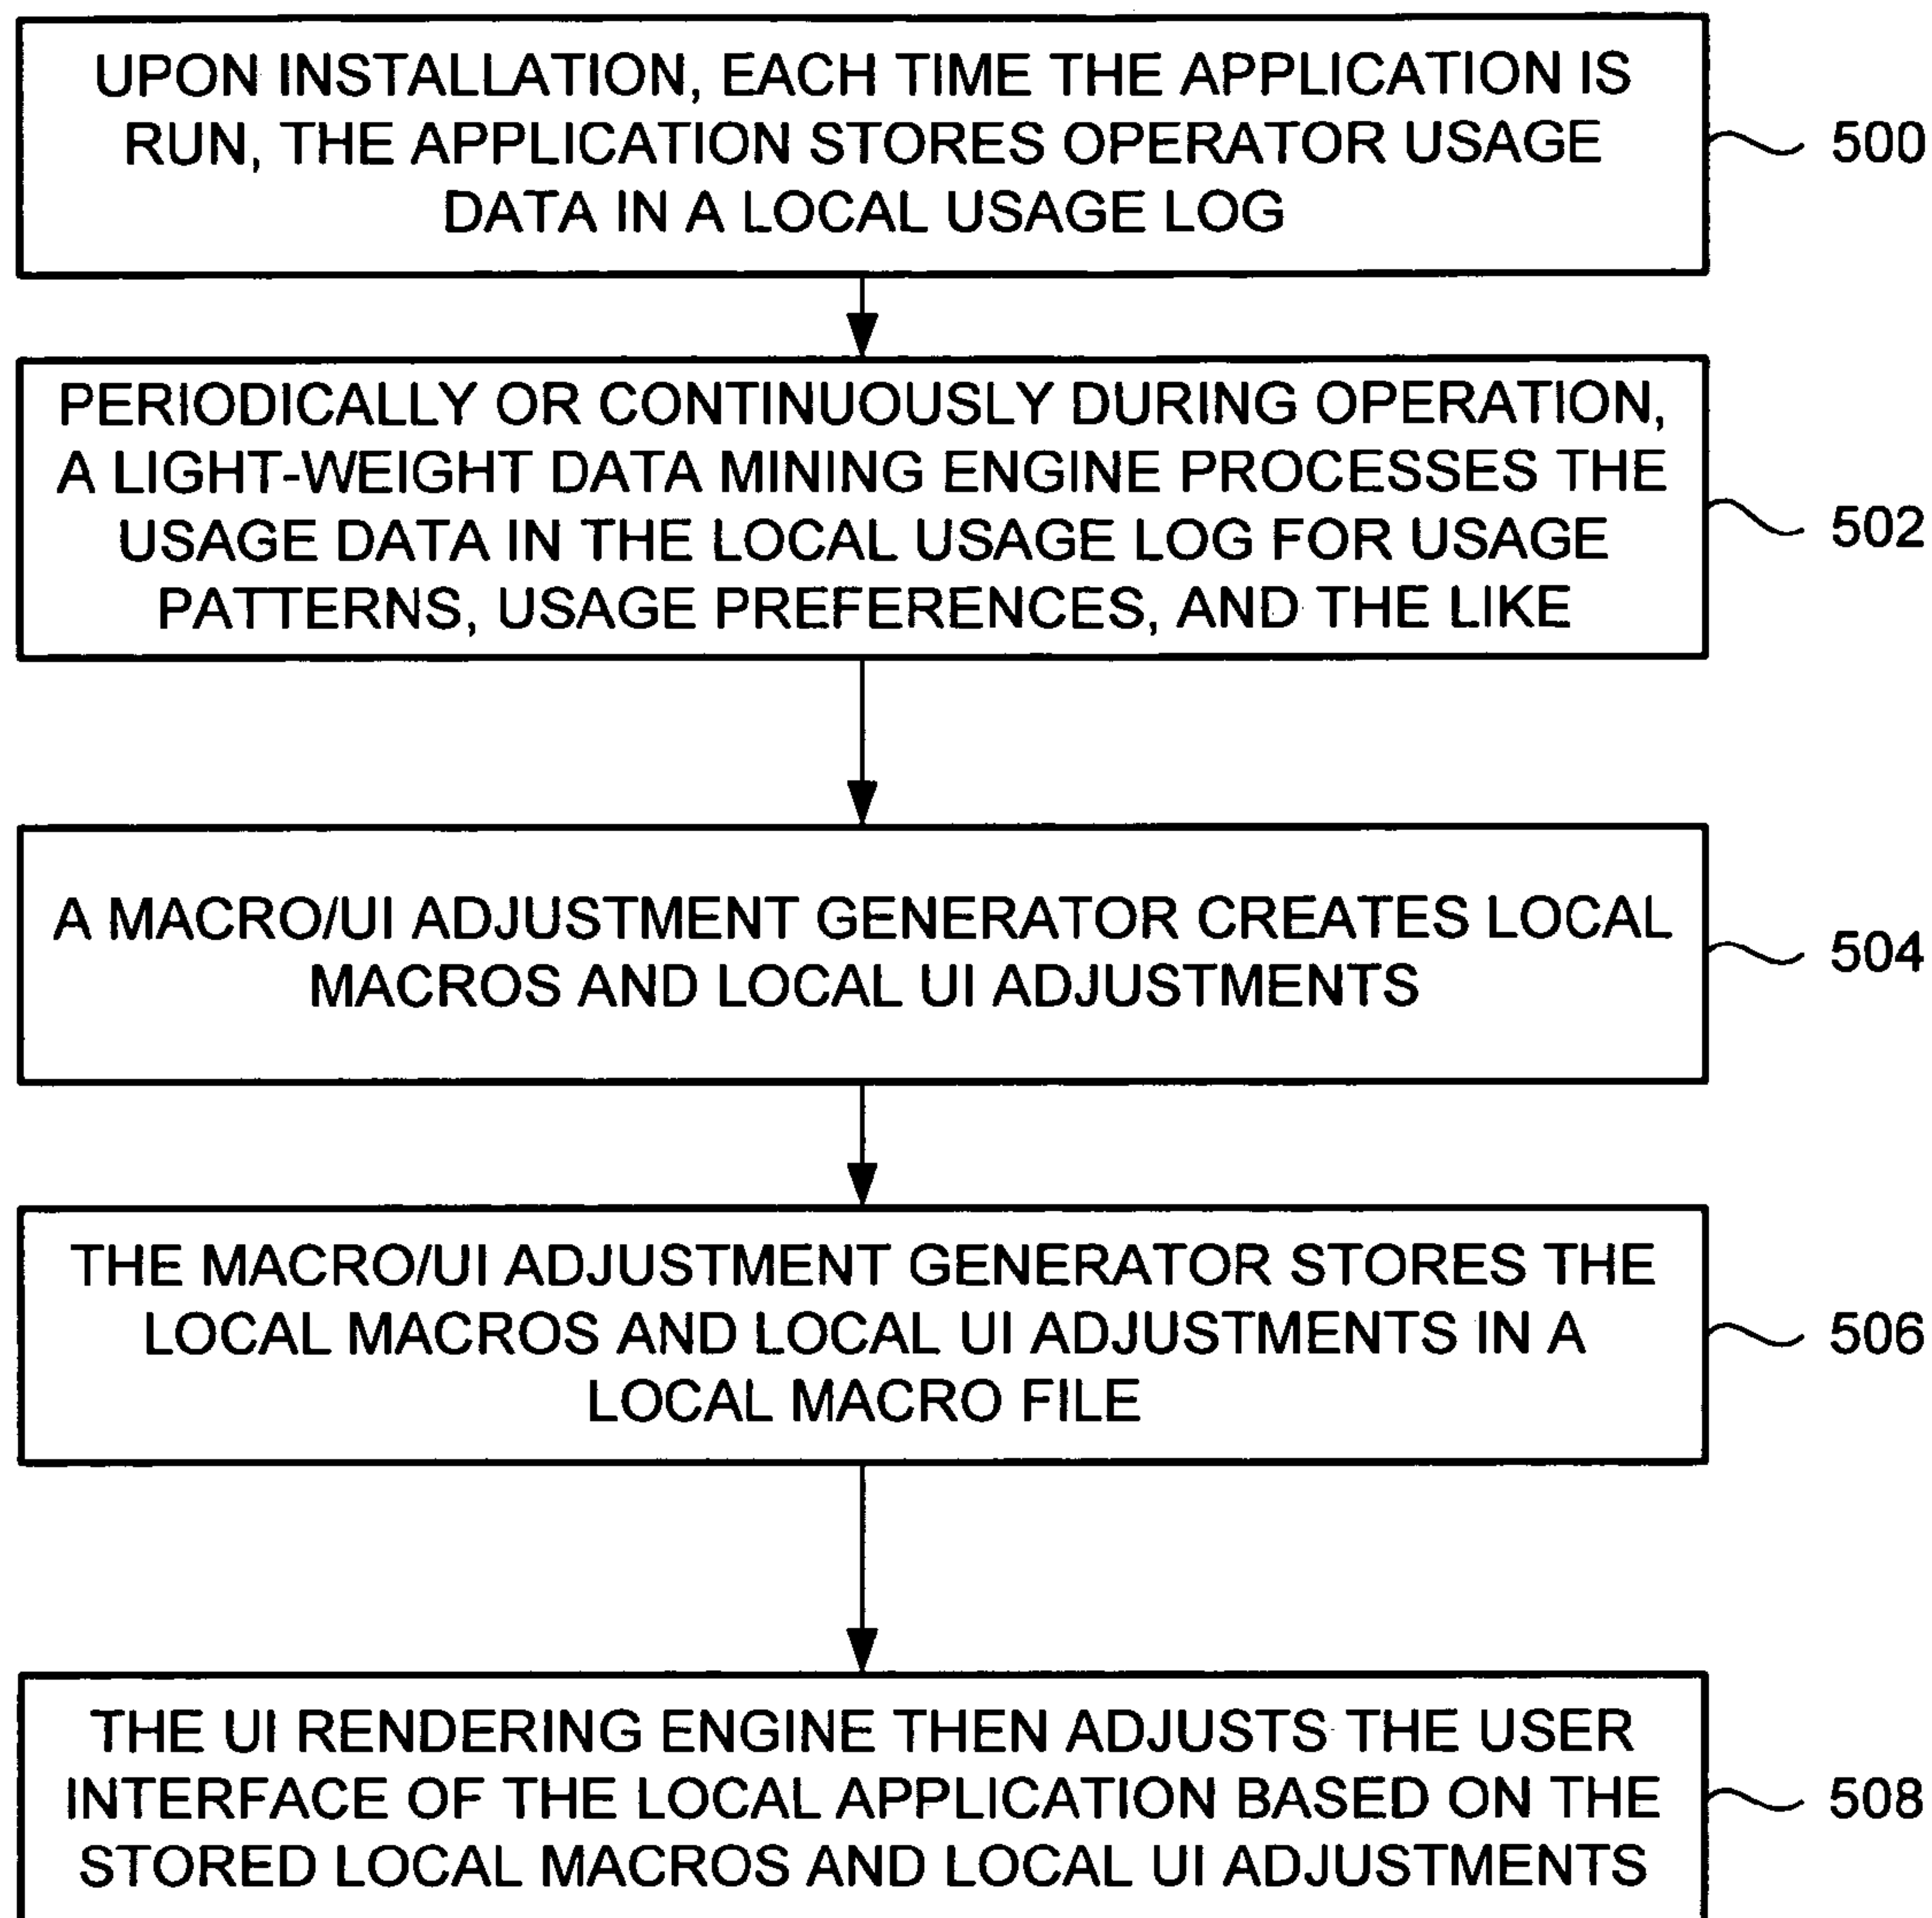 UPON INSTALLATION, EACH TIME THE APPLICATION IS
RUN, THE APPLICATION STORES OPERATOR USAGE
DATA IN A LOCAL USAGE LOG
500
PERIODICALLY OR CONTINUOUSLY DURING OPERATION,
A LIGHT-WEIGHT DATA MINING ENGINE PROCESSES THE
USAGE DATA IN THE LOCAL USAGE LOG FOR USAGE
PATTERNS, USAGE PREFERENCES, AND THE LIKE
502
A MACRO/UI ADJUSTMENT GENERATOR CREATES LOCAL
MACROS AND LOCAL UI ADJUSTMENTS
504
THE MACRO/UI ADJUSTMENT GENERATOR STORES THE
LOCAL MACROS AND LOCAL UI ADJUSTMENTS IN A
LOCAL MACRO FILE
506
THE UI RENDERING ENGINE THEN ADJUSTS THE USER
INTERFACE OF THE LOCAL APPLICATION BASED ON THE
STORED LOCAL MACROS AND LOCAL UI ADJUSTMENTS
508